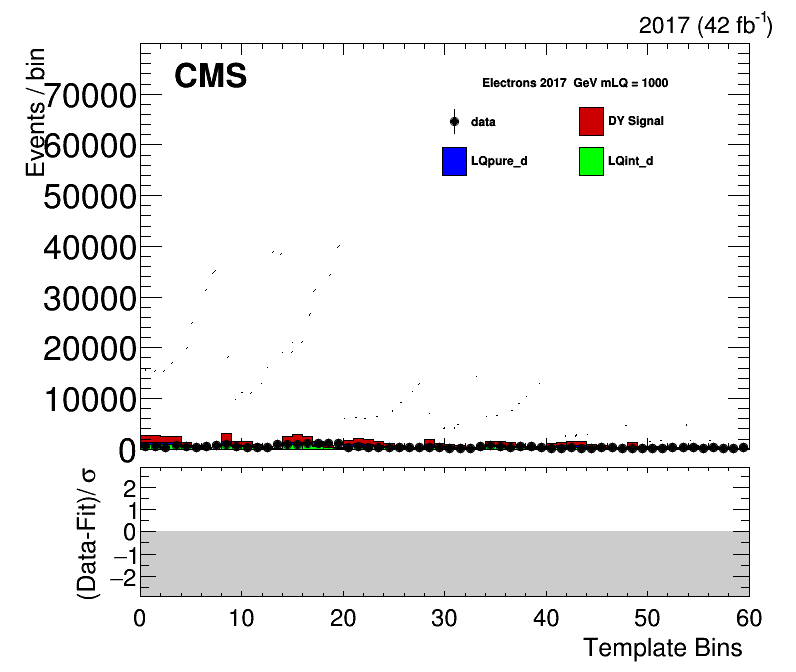 2017 (42 fb-1)
CMS
Electrons 2017 GeV mLQ = 1000
data
DY Signal
LQpure_d
LQint_d
Events / bin
70000
60000
50000
40000
30000
20000
10000
0
(Data-Fit)/ σ
2
1
0
−1
−2
0 10 20 30 40 50 60
Template Bins